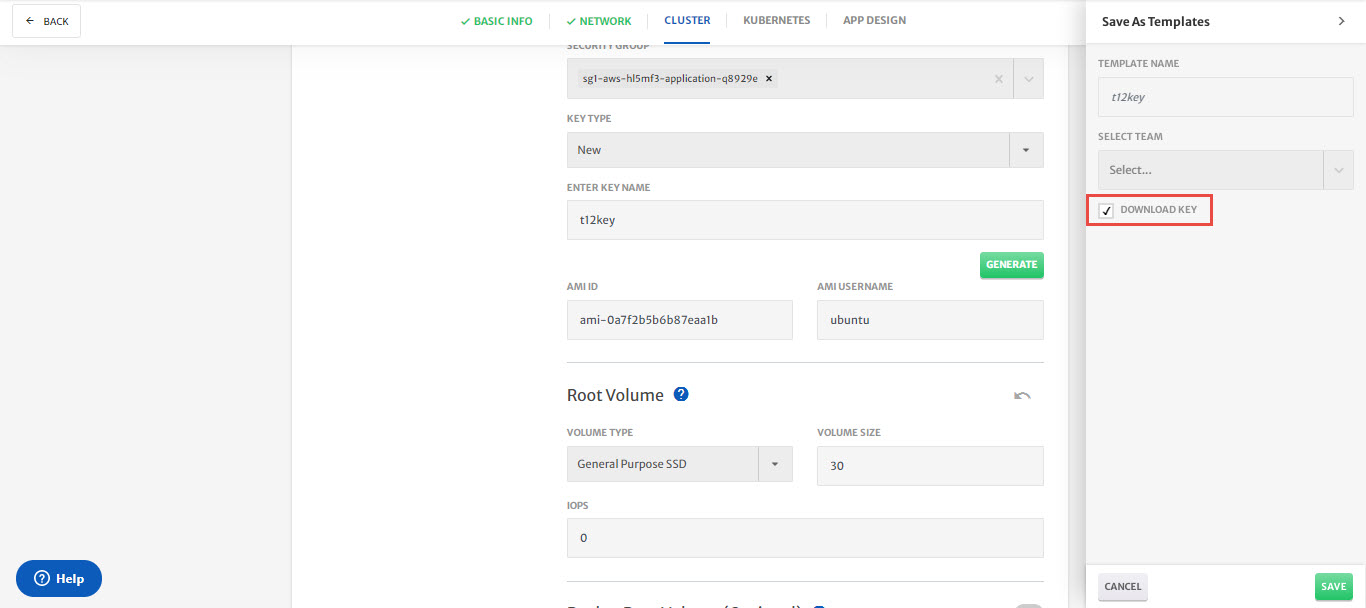 BACK
BASIC INFO
NETWORK
CLUSTER
KUBERNETES
APP DESIGN
SECURITY GROUP
sg1-aws-hl5mf3-application-q8929e
KEY TYPE
New
ENTER KEY NAME
t12key
GENERATE
AMI ID
AMI USERNAME
ami-0a7f2b5b6b87eaa1b
ubuntu
Root Volume
VOLUME TYPE
VOLUME SIZE
General Purpose SSD
30
IOPS
0
Help
Save As Templates
TEMPLATE NAME
t12key
SELECT TEAM
Select...
DOWNLOAD KEY
CANCEL
SAVE